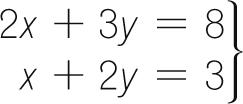 2x + 3y = 8
x + 2y = 3